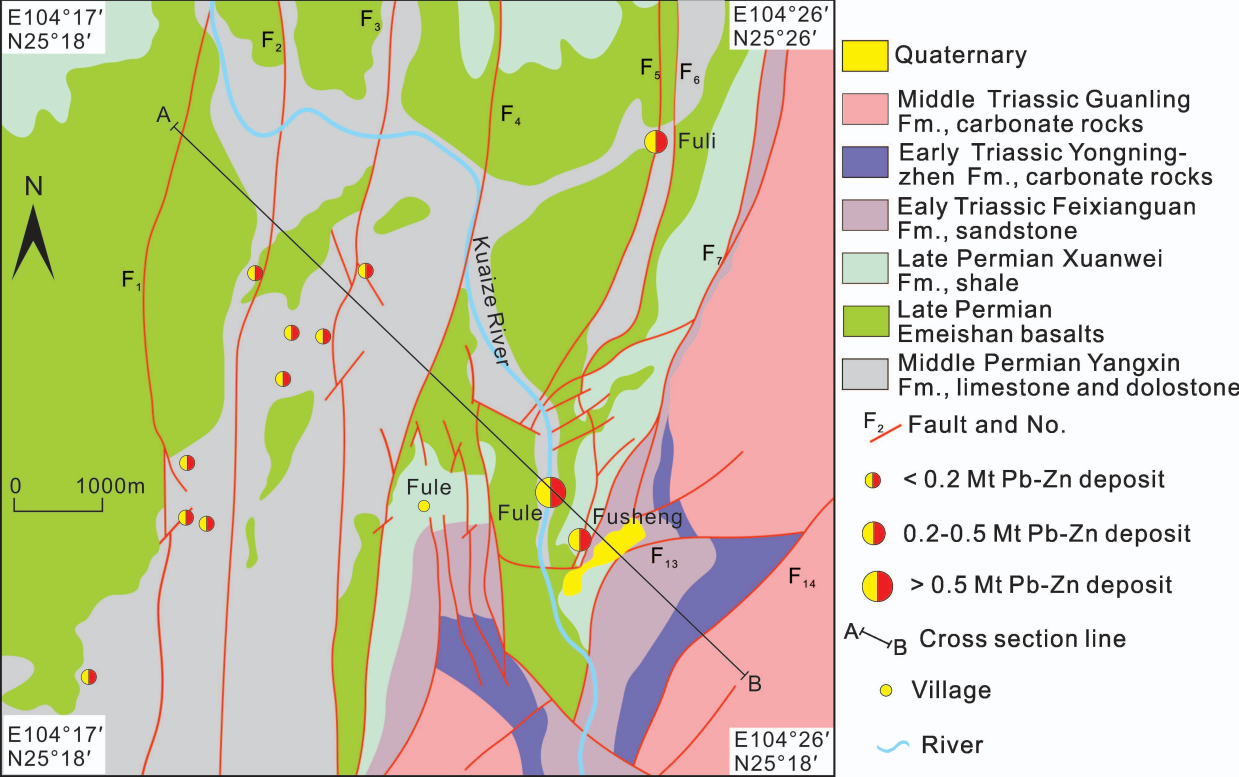 E104°17′
N25°18′
E104°26′
N25°26′
F2
F3
F5
F6
F4
A
Fuli
N
Kuaize River
F7
F1
0 1000m
Fule
Fule
Fusheng
F13
F14
B
E104°17′
N25°18′
E104°26′
N25°18′
Quaternary
Middle Triassic Guanling
Fm., carbonate rocks
Early Triassic Yongning-
zhen Fm., carbonate rocks
Ealy Triassic Feixianguan
Fm., sandstone
Late Permian Xuanwei
Fm., shale
Late Permian
Emeishan basalts
Middle Permian Yangxin
Fm., limestone and dolostone
F2 Fault and No.
< 0.2 Mt Pb-Zn deposit
0.2-0.5 Mt Pb-Zn deposit
> 0.5 Mt Pb-Zn deposit
A B Cross section line
Village
River